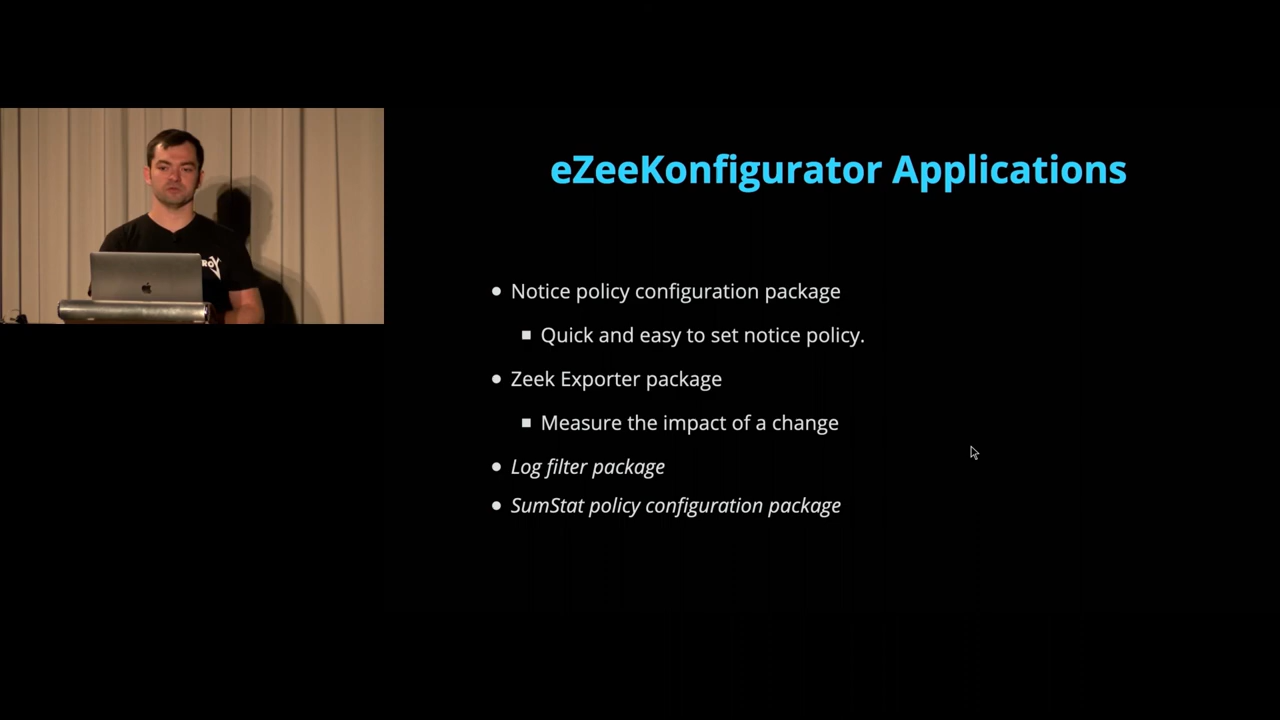 eZeeKonfigurator Applications
Notice policy configuration package
Quick and easy to set notice policy.
Zeek Exporter package
Measure the impact of a change
Log filter package
SumStat policy configuration package